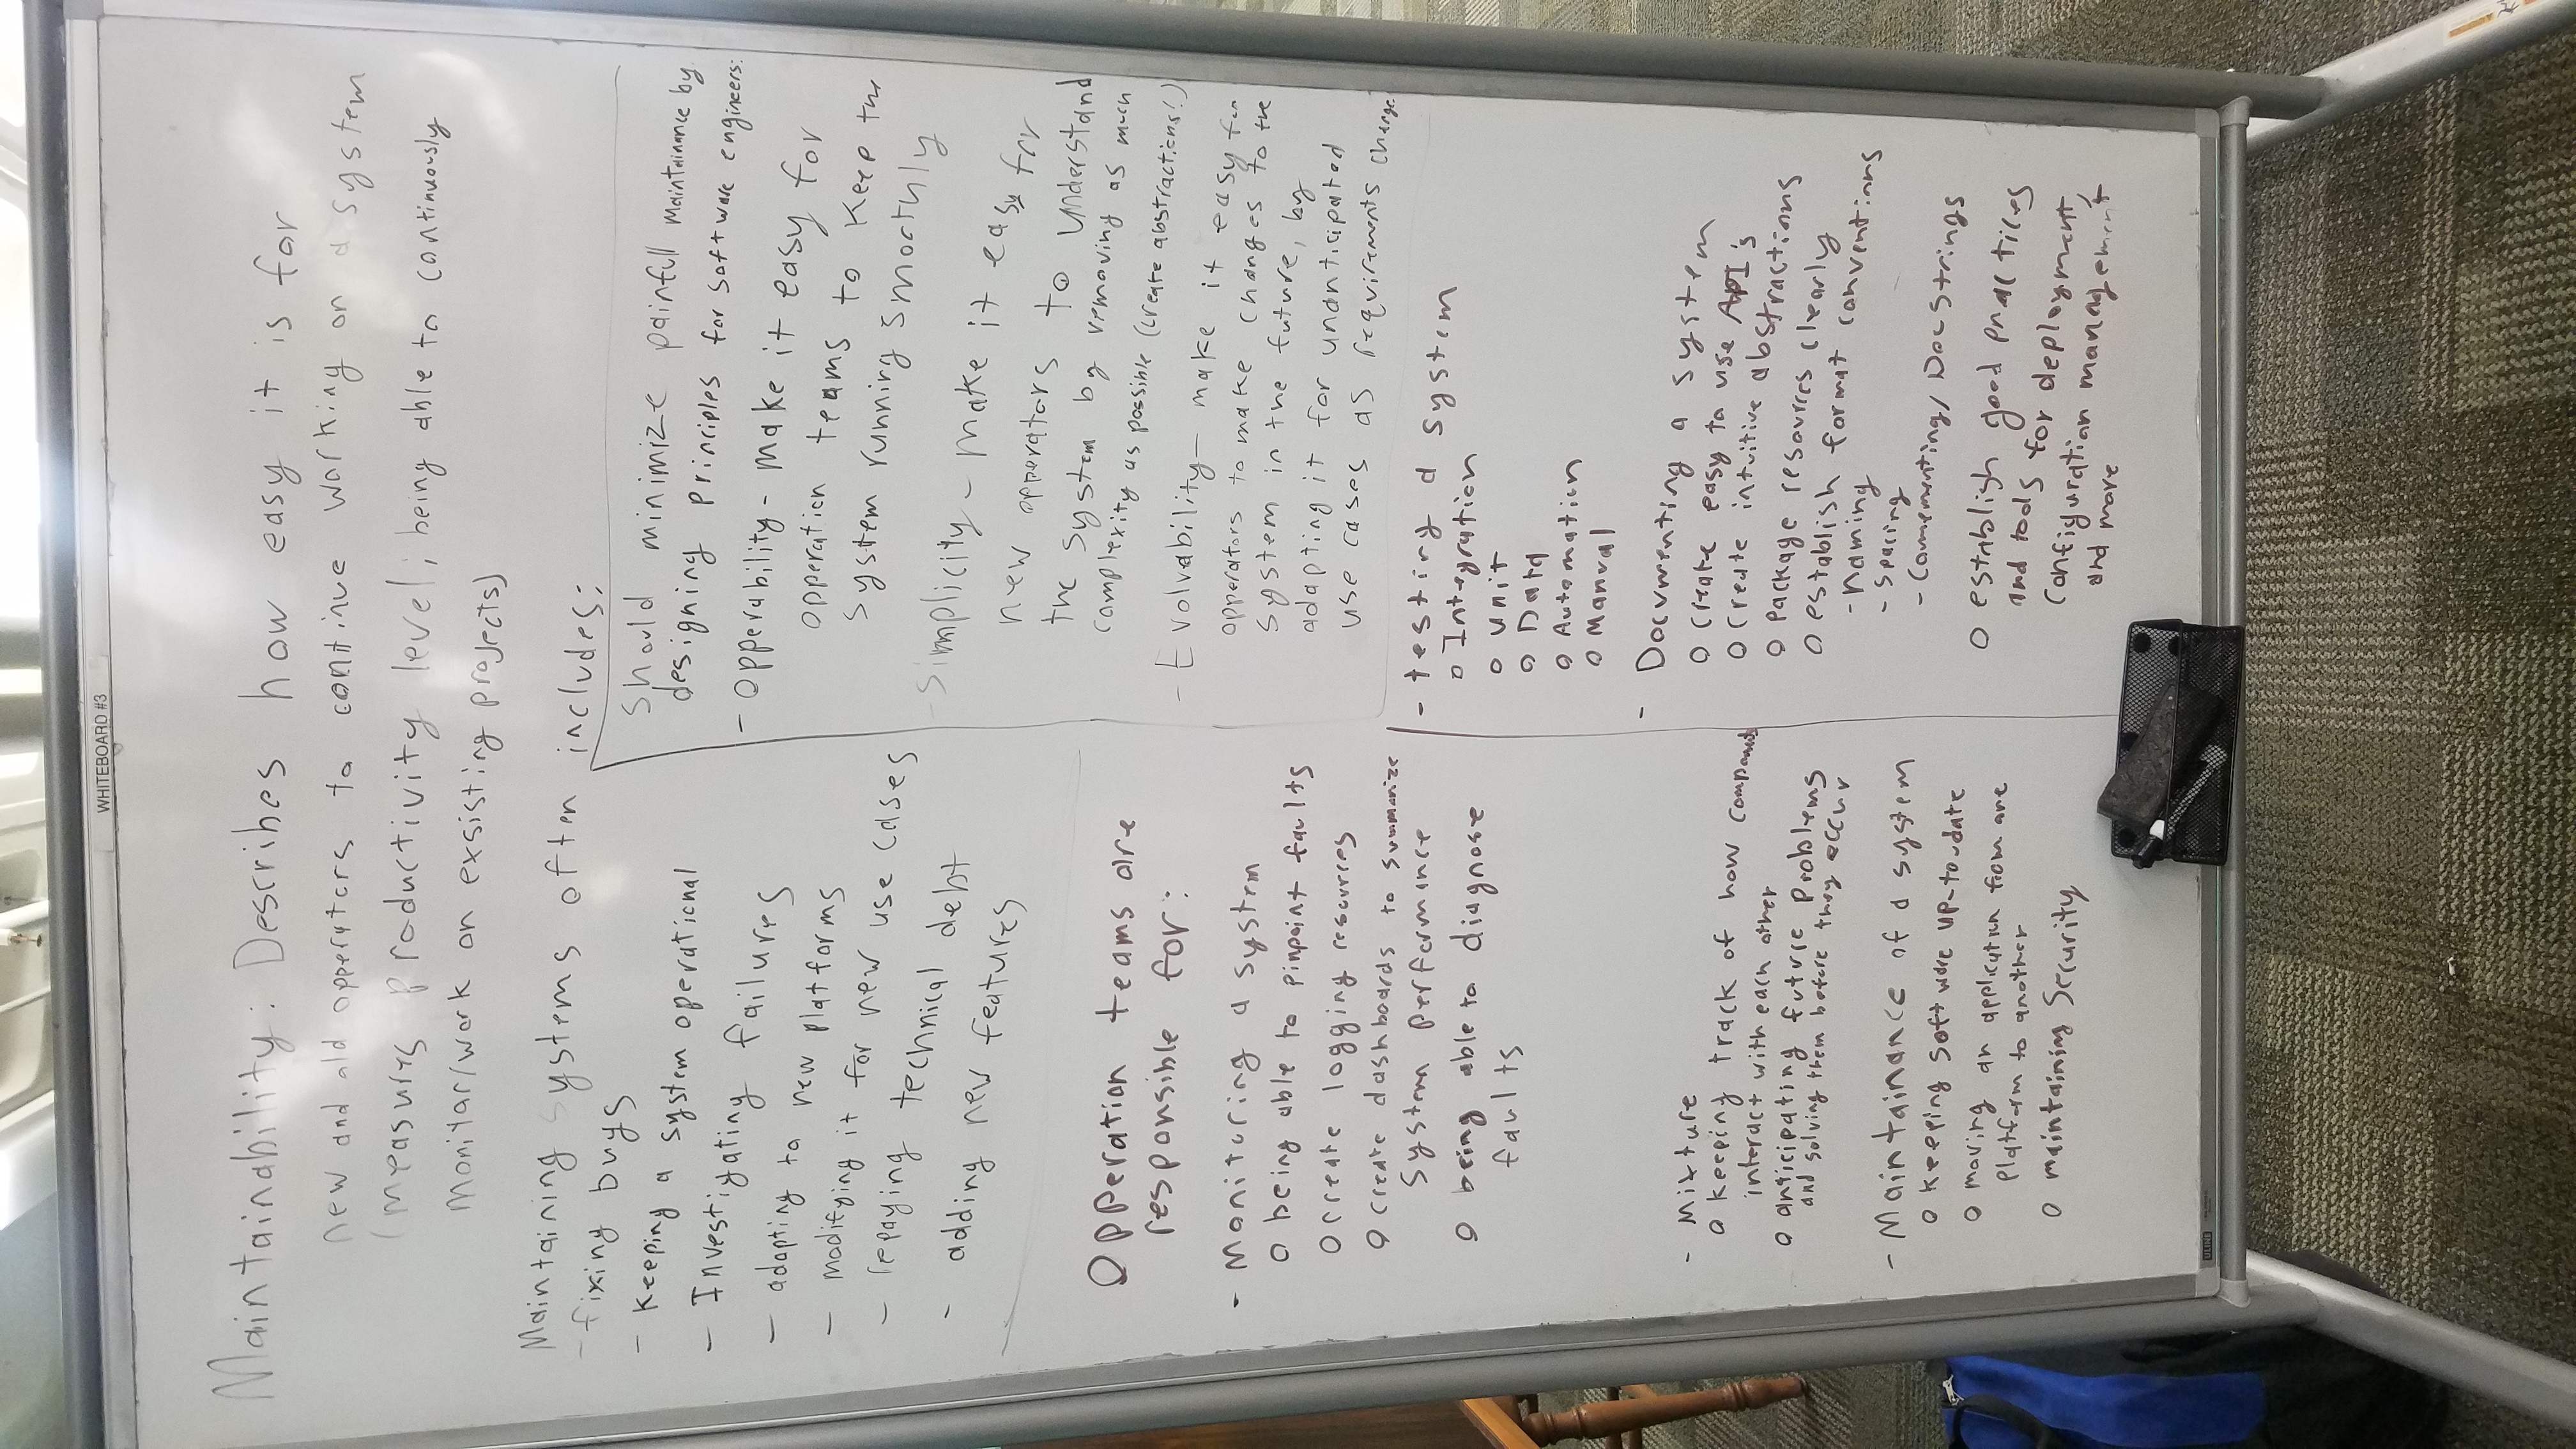 WHITEBOARD #3
Maintainability: Describes how easy it is for
new and old opperators to continue working on a system
(measures productivity level; being able to continuously
monitor/work on exsisting projects)
Maintaining systems often includes:
- fixing bugs
- Keeping a system operational
- Investigating failures
- adapting to new platforms
- modifying it for new use cases
- repaying technical debt
- adding new features
Should minimize painfull maintainance by
designing principles for software engineers:
- Opperability - make it easy for
opperation teams to keep the
system running smoothly
- Simplicity - make it easy for
new opperators to understand
the system by removing as much
complexity as possible (create abstractions!)
- Evolvability - make it easy for
opperators to make changes to the
system in the future, by
adapting it for unanticipated
use cases as requirements change.
Opperation teams are
responsible for:
- Monitoring a system
o being able to pinpoint faults
o create logging resources
o create dashboards to summarize
system performance
o being able to diagnose
faults
- Mixture
o keeping track of how components
interact with each other
o anticipating future problems
and solving them before they occur
- Maintainance of a system
o keeping software up-to-date
o moving an application from one
platform to another
o maintaining security
- testing a system
o Integration
o unit
o Data
o Automation
o Manual
- Documenting a system
o create easy to use API's
o create intuitive abstractions
o package resources clearly
o establish format conventions
- Naming
- Spacing
- Commementing/DocStrings
o establish good practices
and tools for deployment,
configuration management
and more
ULINE